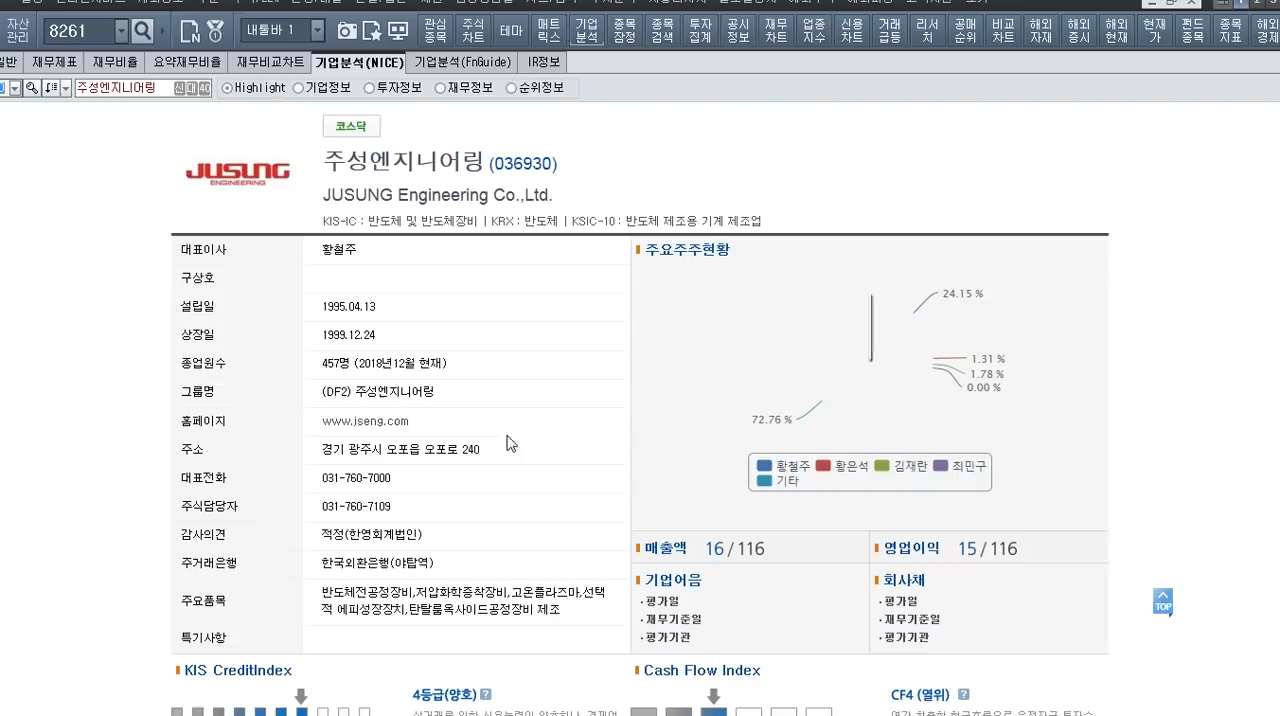 8261
내툴바 1
관심 종목
주식 차트
테마
매트 릭스
기업 분석
종목 잠정
종목 검색
투자 집계
공시 정보
재무 차트
업종 지수
신용 차트
거래 급등
리서 치
공매 순위
비교 차트
해외 자재
해외 증시
해외 현재
현재 가
펀드 종목
종목 지표
자산 관리
일반 재무제표 재무비율 요약재무비율 재무비교차트 기업분석(NICE) 기업분석(FnGuide) IR정보
주성엔지니어링 신 대 40 Highlight 기업정보 투자정보 재무정보 순위정보
코스닥
JUSUNG
ENGINEERING
주성엔지니어링 (036930)
JUSUNG Engineering Co.,Ltd.
KIS-IC : 반도체 및 반도체장비 | KRX : 반도체 | KSIC-10 : 반도체 제조용 기계 제조업
대표이사 황철주
구상호
설립일 1995.04.13
상장일 1999.12.24
종업원수 457명 (2018년12월 현재)
그룹명 (DF2) 주성엔지니어링
홈페이지 www.jseng.com
주소 경기 광주시 오포읍 오포로 240
대표전화 031-760-7000
주식담당자 031-760-7109
감사의견 적정(한영회계법인)
주거래은행 한국외환은행(야탑역)
주요품목 반도체전공정장비,저압화학증착장비,고온플라즈마,선택
적 에피성장장치,탄탈륨옥사이드공정장비 제조
특기사항
주요주주현황
24.15 %
1.31 %
1.78 %
0.00 %
72.76 %
황철주 황은석 김재란 최민구
기타
매출액 16 / 116
영업이익 15 / 116
기업어음
·평가일
·재무기준일
·평가기관
회사채
·평가일
·재무기준일
·평가기관
TOP
KIS CreditIndex
Cash Flow Index
4등급(양호) ?
CF4 (열위) ?